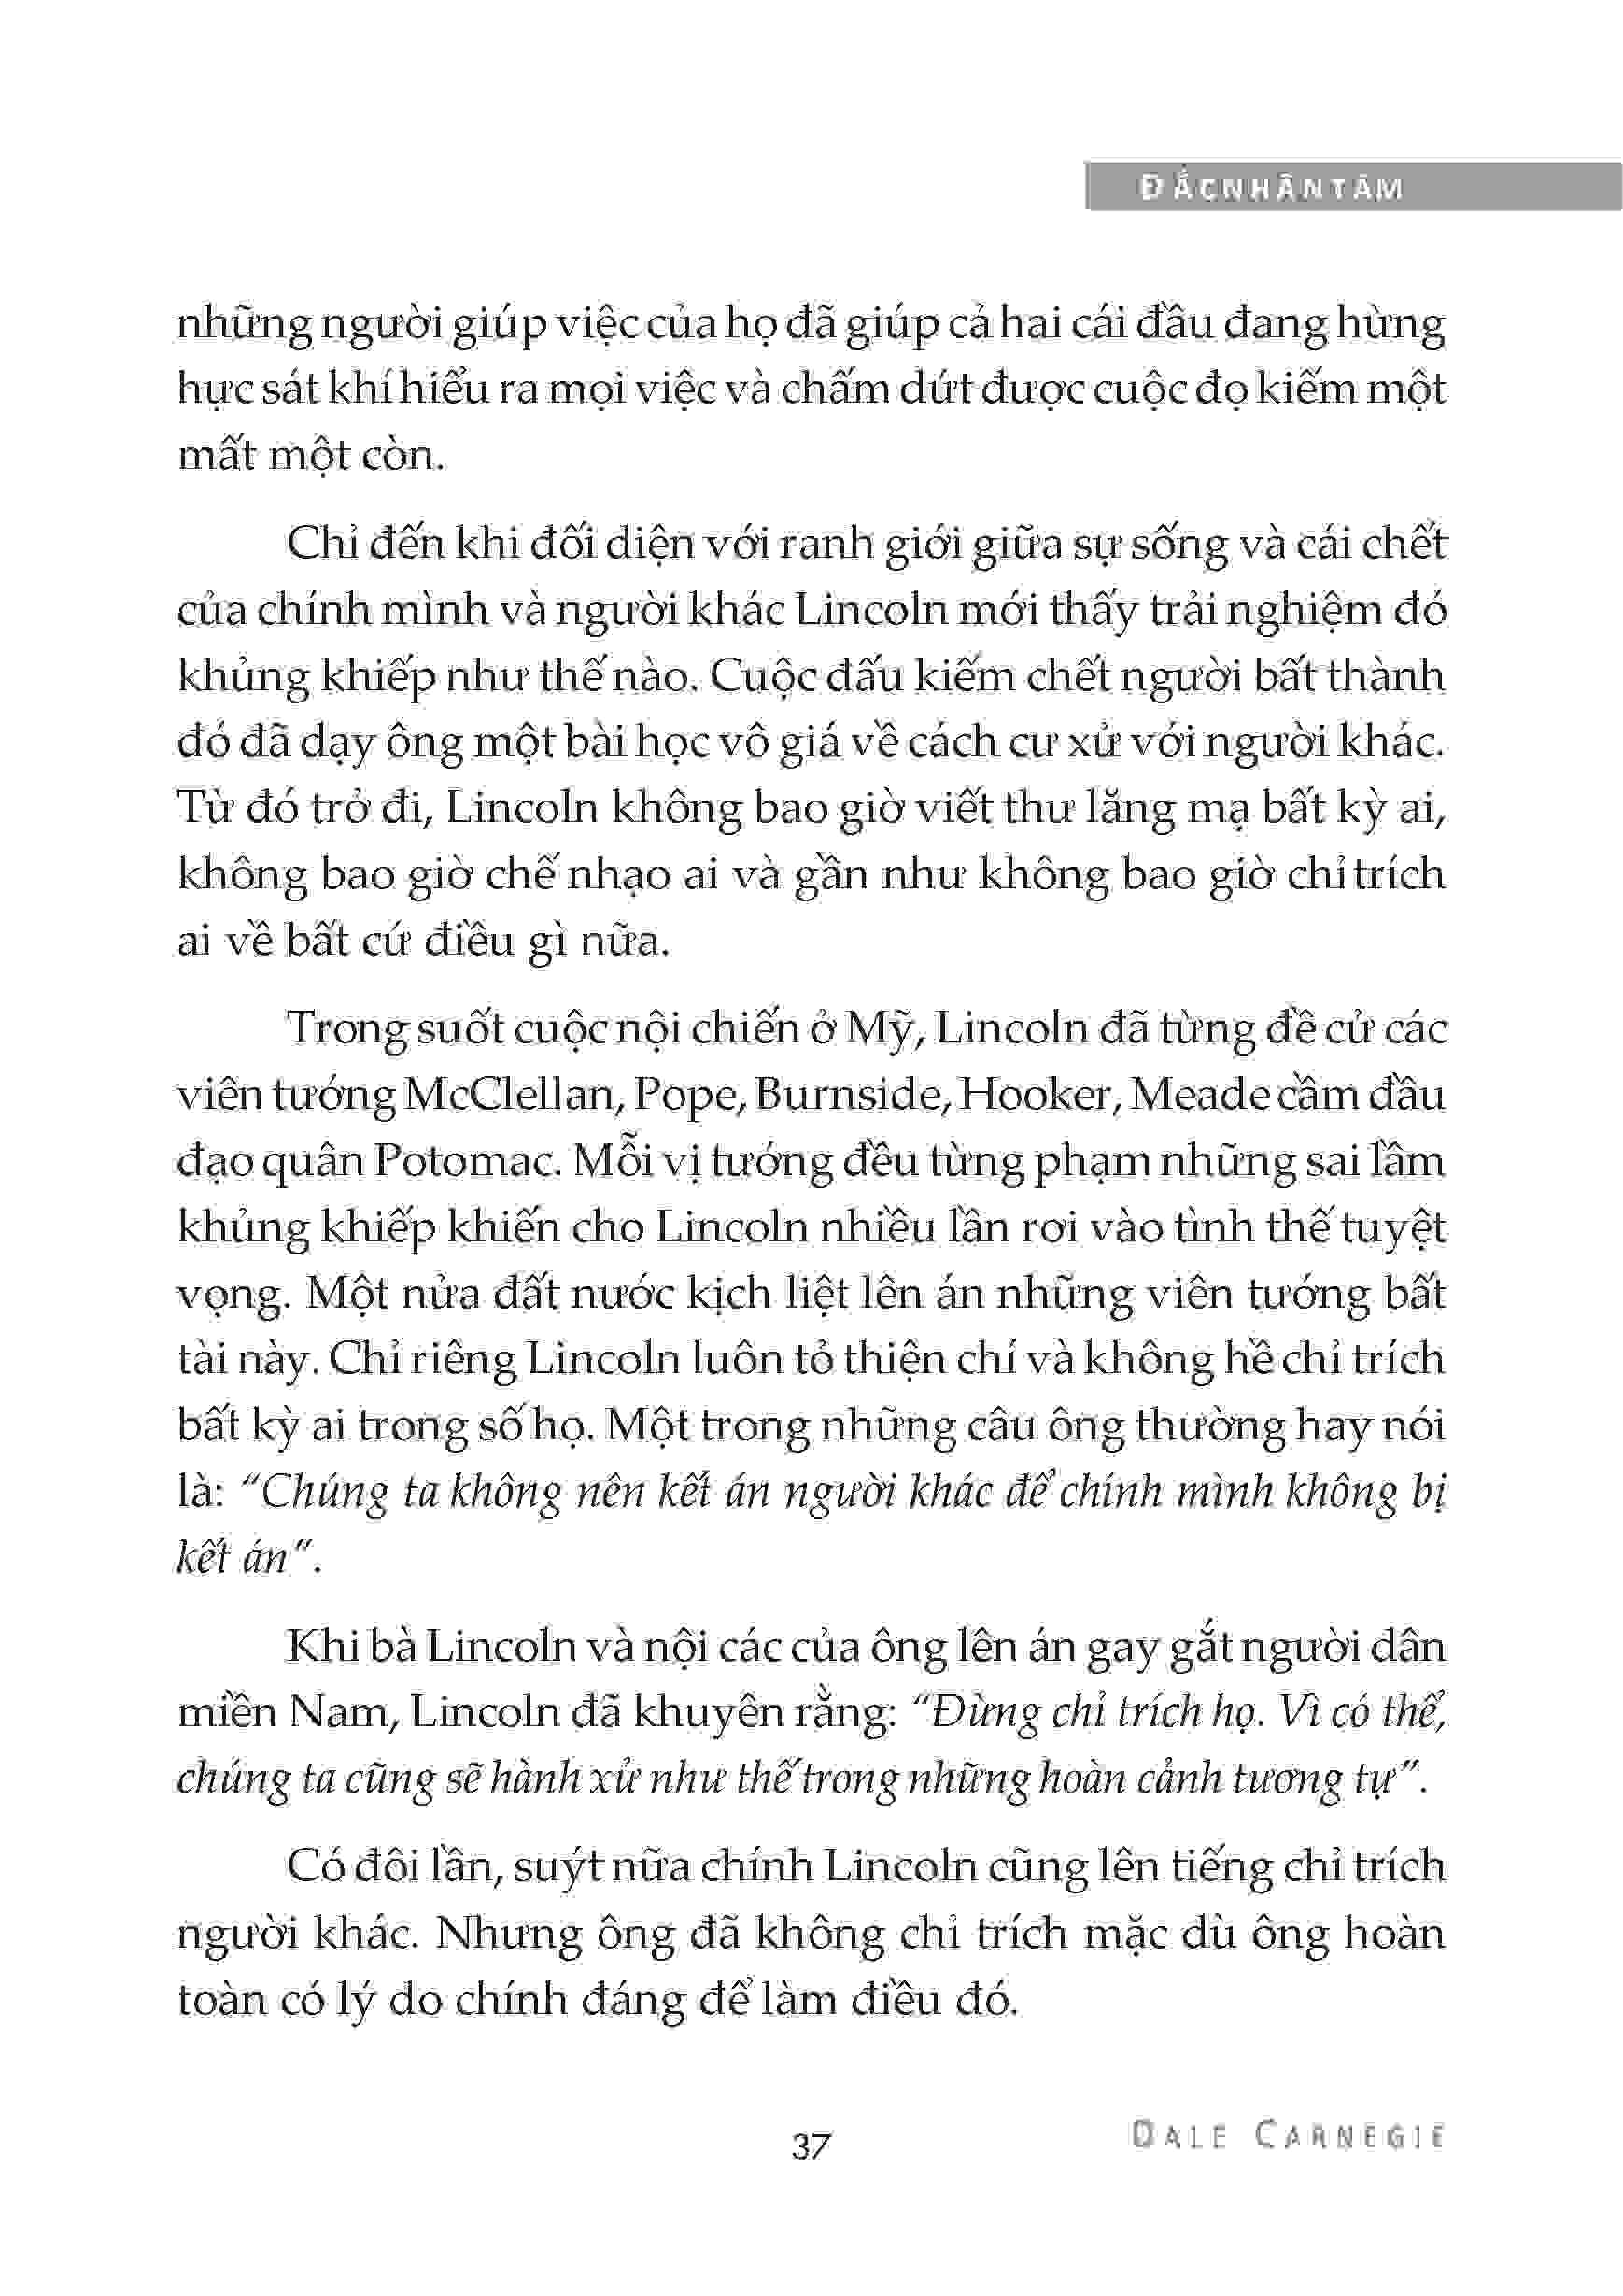 ĐẮC NHÂN TÂM
những người giúp việc của họ đã giúp cả hai cái đầu đang hừng
hực sát khí hiểu ra mọi việc và chấm dứt được cuộc đọ kiếm một
mất một còn.
Chỉ đến khi đối diện với ranh giới giữa sự sống và cái chết
của chính mình và người khác Lincoln mới thấy trải nghiệm đó
khủng khiếp như thế nào. Cuộc đấu kiếm chết người bất thành
đó đã dạy ông một bài học vô giá về cách cư xử với người khác.
Từ đó trở đi, Lincoln không bao giờ viết thư lăng mạ bất kỳ ai,
không bao giờ chế nhạo ai và gần như không bao giờ chỉ trích
ai về bất cứ điều gì nữa.
Trong suốt cuộc nội chiến ở Mỹ, Lincoln đã từng đề cử các
viên tướng McClellan, Pope, Burnside, Hooker, Meade cầm đầu
đạo quân Potomac. Mỗi vị tướng đều từng phạm những sai lầm
khủng khiếp khiến cho Lincoln nhiều lần rơi vào tình thế tuyệt
vọng. Một nửa đất nước kịch liệt lên án những viên tướng bất
tài này. Chỉ riêng Lincoln luôn tỏ thiện chí và không hề chỉ trích
bất kỳ ai trong số họ. Một trong những câu ông thường hay nói
là: “Chúng ta không nên kết án người khác để chính mình không bị
kết án”.
Khi bà Lincoln và nội các của ông lên án gay gắt người dân
miền Nam, Lincoln đã khuyên rằng: “Đừng chỉ trích họ. Vì có thể,
chúng ta cũng sẽ hành xử như thế trong những hoàn cảnh tương tự”.
Có đôi lần, suýt nữa chính Lincoln cũng lên tiếng chỉ trích
người khác. Nhưng ông đã không chỉ trích mặc dù ông hoàn
toàn có lý do chính đáng để làm điều đó.
37
DALE CARNEGIE